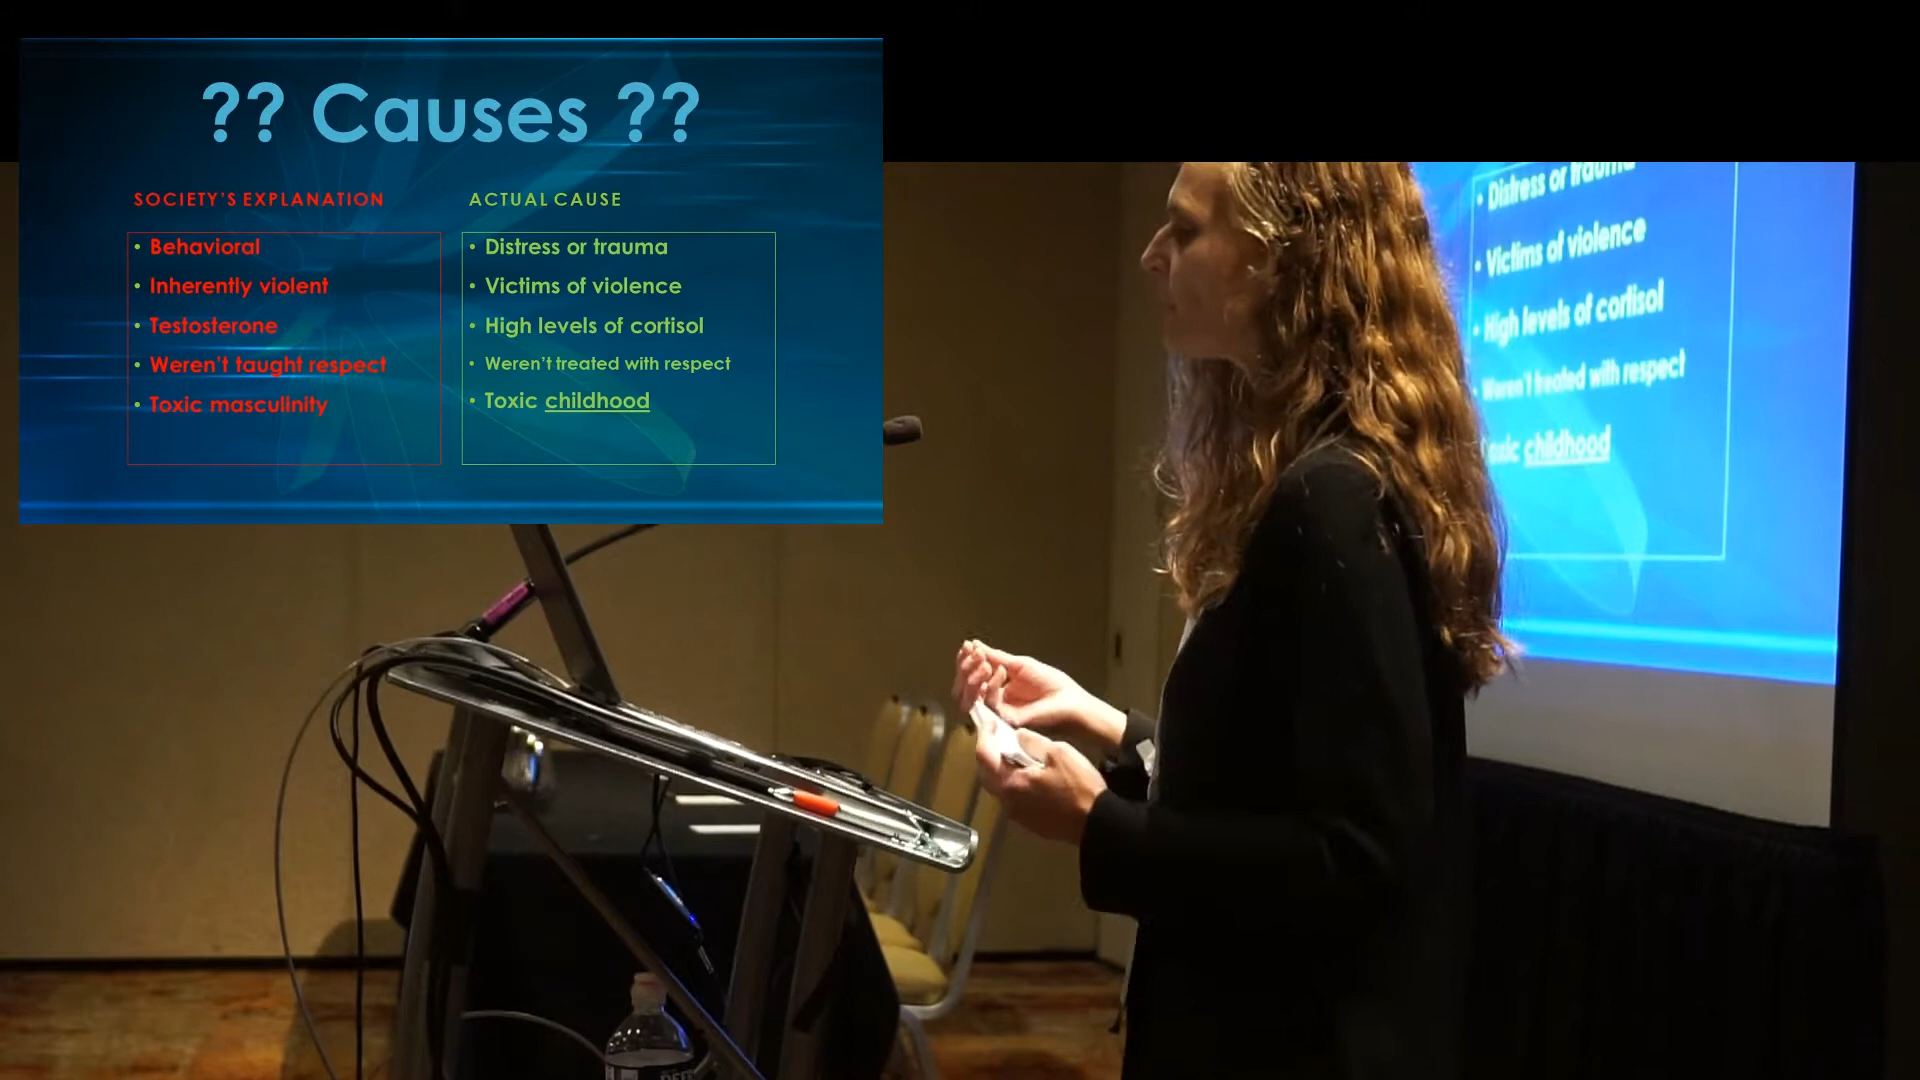 ?? Causes ??
SOCIETY'S EXPLANATION
• Behavioral
• Inherently violent
• Testosterone
• Weren't taught respect
• Toxic masculinity
ACTUAL CAUSE
• Distress or trauma
• Victims of violence
• High levels of cortisol
• Weren't treated with respect
• Toxic childhood
• Distress or trauma
• Victims of violence
• High levels of cortisol
• Weren't treated with respect
Toxic childhood